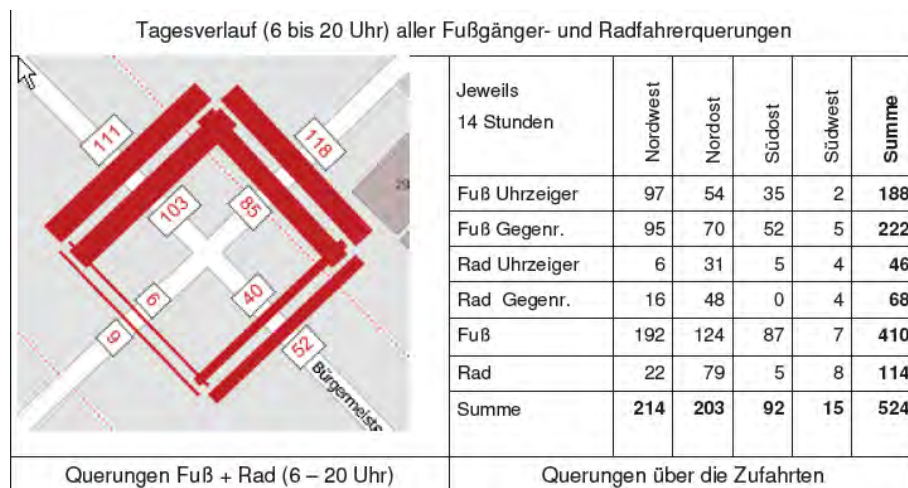 Tagesverlauf (6 bis 20 Uhr) aller Fußgänger- und Radfahrerquerungen
111
118
103
85
6
40
9
52
Bürgermeists
29
Jeweils
14 Stunden
Nordwest Nordost Südost Südwest Summe
Fuß Uhrzeiger 97 54 35 2 188
Fuß Gegenr. 95 70 52 5 222
Rad Uhrzeiger 6 31 5 4 46
Rad Gegenr. 16 48 0 4 68
Fuß 192 124 87 7 410
Rad 22 79 5 8 114
Summe 214 203 92 15 524
Querungen Fuß + Rad (6 – 20 Uhr)
Querungen über die Zufahrten